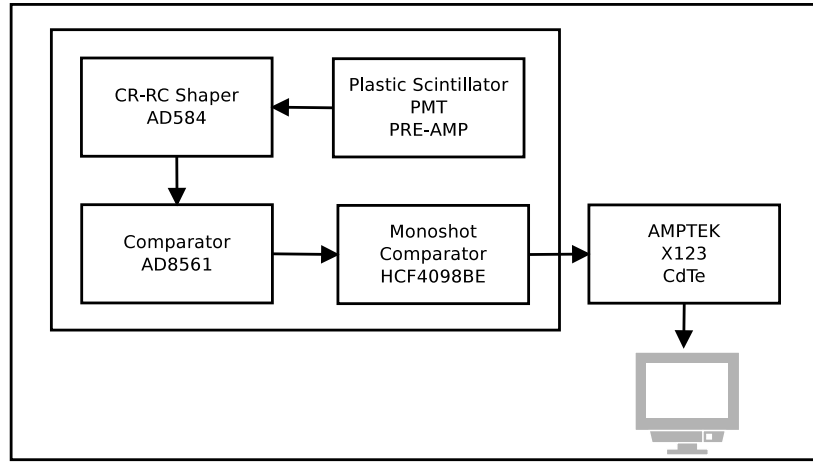 CR-RC Shaper
AD584
Plastic Scintillator
PMT
PRE-AMP
Comparator
AD8561
Monoshot
Comparator
HCF4098BE
AMPTEK
X123
CdTe